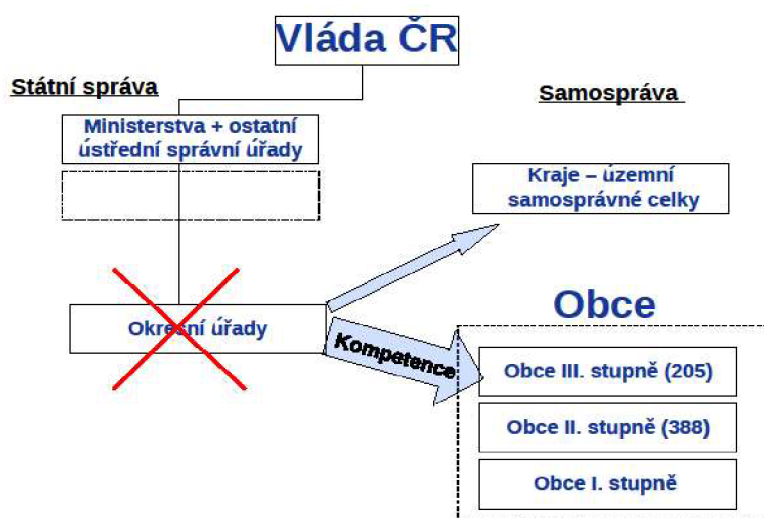 Vláda ČR
Státní správa
Samospráva
Ministerstva + ostatní
ústřední správní úřady
Kraje – územní
samosprávné celky
Okresní úřady
Kompetence
Obce
Obce III. stupně (205)
Obce II. stupně (388)
Obce I. stupně